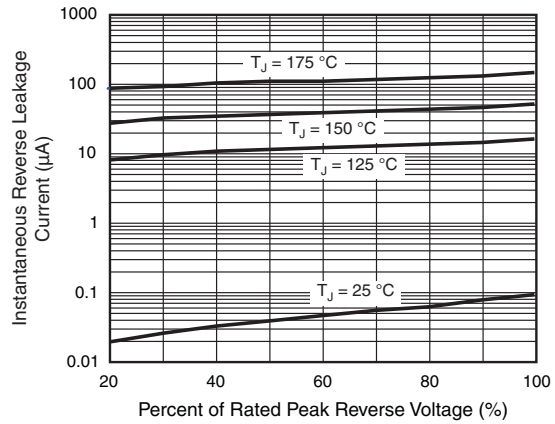 1000
100
10
1
0.1
0.01
Instantaneous Reverse Leakage
Current (µA)
T_J = 175 °C
T_J = 150 °C
T_J = 125 °C
T_J = 25 °C
20
40
60
80
100
Percent of Rated Peak Reverse Voltage (%)